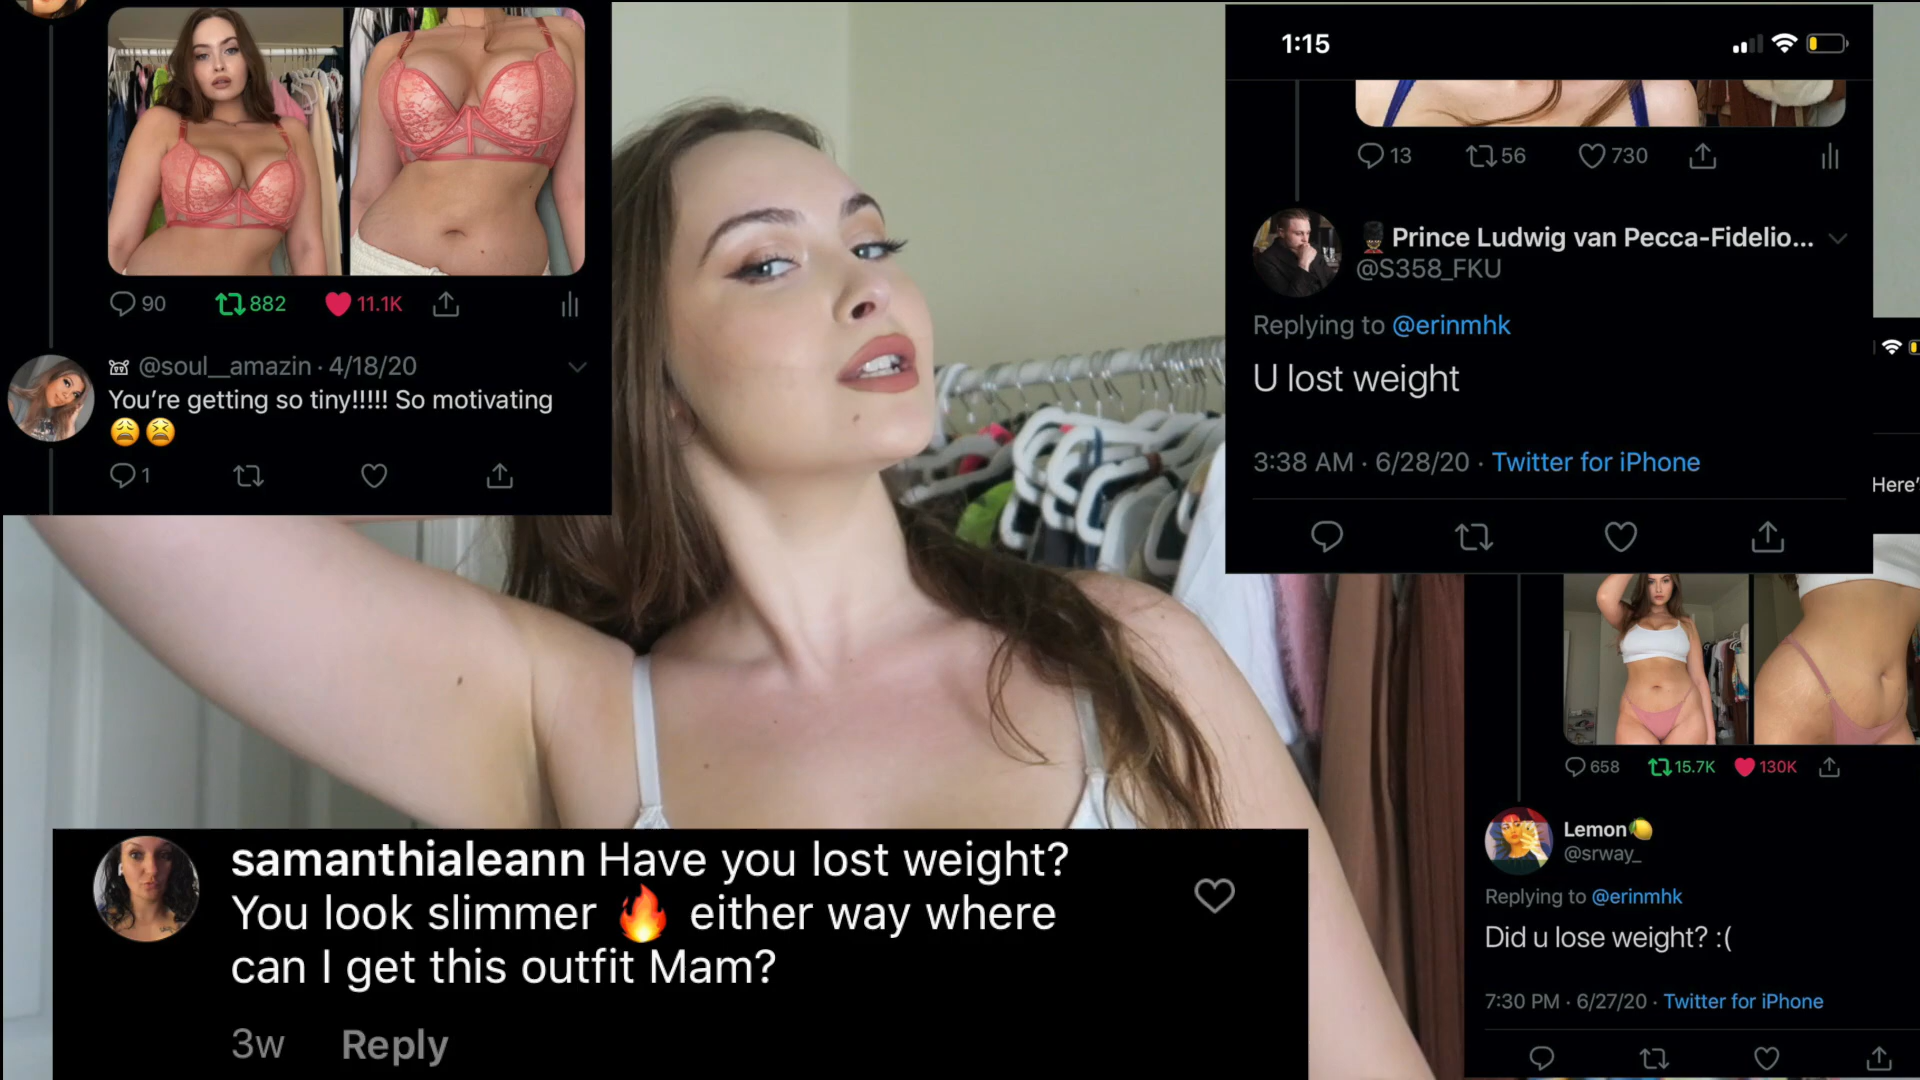 90 882 11.1K
@soul__amazin · 4/18/20
You're getting so tiny!!!!! So motivating
😩😫
1
1:15
13 56 730
Prince Ludwig van Pecca-Fidelio...
@S358_FKU
Replying to @erinmhk
U lost weight
3:38 AM · 6/28/20 · Twitter for iPhone
Here'
658 15.7K 130K
Lemon🍋
@srway_
Replying to @erinmhk
Did u lose weight? :(
7:30 PM · 6/27/20 · Twitter for iPhone
samanthialeann Have you lost weight?
You look slimmer 🔥 either way where
can I get this outfit Mam?
3w Reply